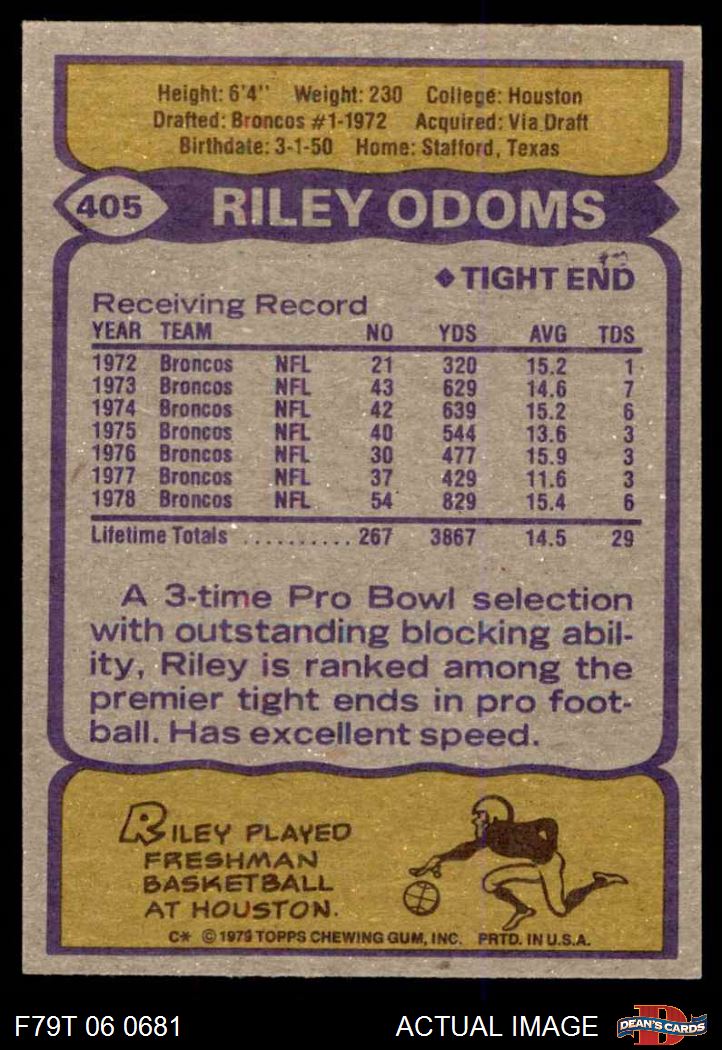 Height: 6'4" Weight: 230 College: Houston
Drafted: Broncos #1-1972 Acquired: Via Draft
Birthdate: 3-1-50 Home: Stafford, Texas
405 RILEY ODOMS
◆ TIGHT END
Receiving Record
YEAR TEAM NO YDS AVG TDS
1972 Broncos NFL 21 320 15.2 1
1973 Broncos NFL 43 629 14.6 7
1974 Broncos NFL 42 639 15.2 6
1975 Broncos NFL 40 544 13.6 3
1976 Broncos NFL 30 477 15.9 3
1977 Broncos NFL 37 429 11.6 3
1978 Broncos NFL 54 829 15.4 6
Lifetime Totals .......... 267 3867 14.5 29
A 3-time Pro Bowl selection
with outstanding blocking abil-
ity, Riley is ranked among the
premier tight ends in pro foot-
ball. Has excellent speed.
RILEY PLAYED
FRESHMAN
BASKETBALL
AT HOUSTON.
C* © 1979 TOPPS CHEWING GUM, INC. PRTD. IN U.S.A.
F79T 06 0681 ACTUAL IMAGE D DEAN'S CARDS